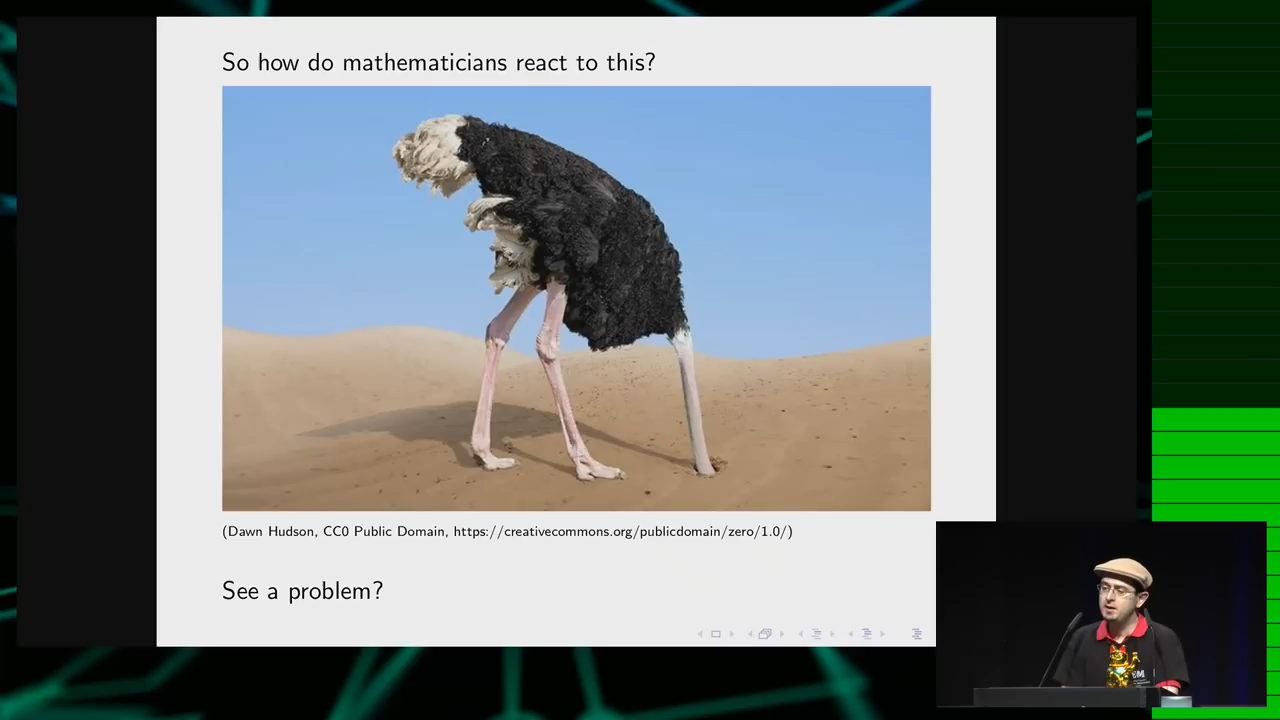 So how do mathematicians react to this?
(Dawn Hudson, CC0 Public Domain, https://creativecommons.org/publicdomain/zero/1.0/)
See a problem?